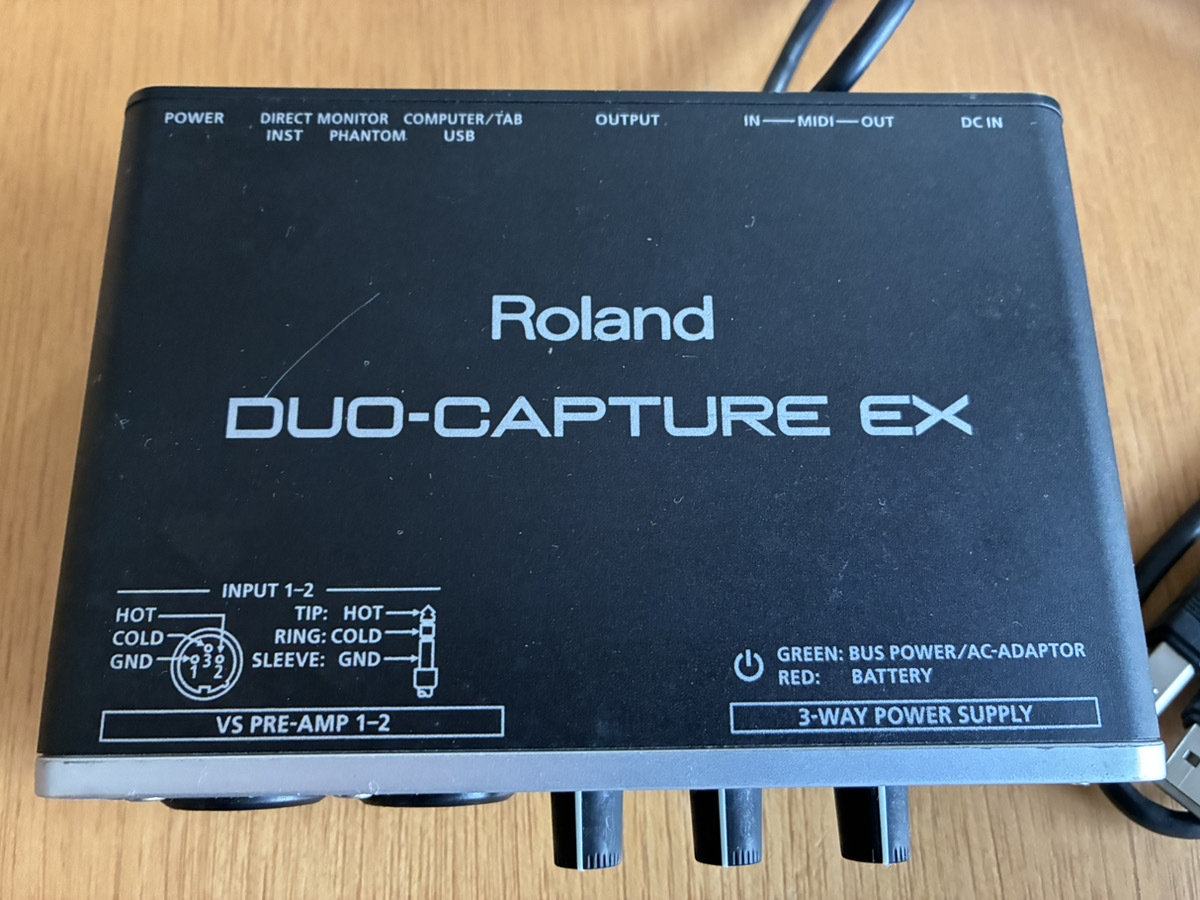 POWER DIRECT MONITOR COMPUTER/TAB OUTPUT IN MIDI OUT DC IN
INST PHANTOM USB
Roland
DUO-CAPTURE EX
INPUT 1–2
HOT TIP: HOT
COLD RING: COLD
GND SLEEVE: GND
1 3 2
VS PRE-AMP 1–2
GREEN: BUS POWER/AC-ADAPTOR
RED: BATTERY
3-WAY POWER SUPPLY